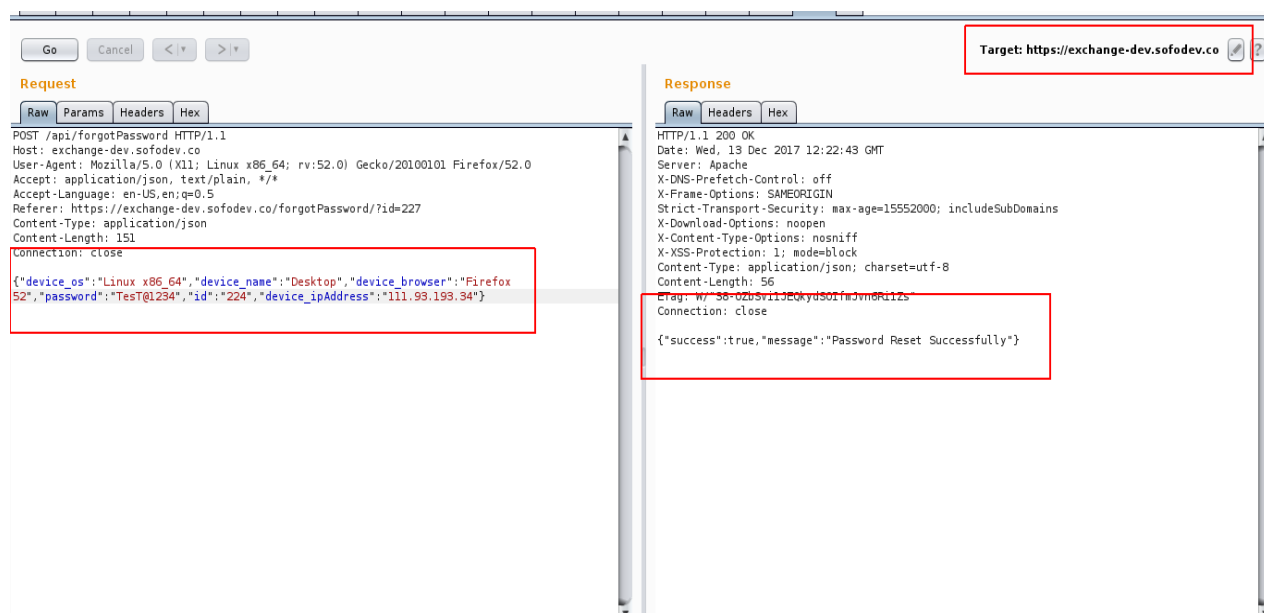 Go
Cancel
<
>
Target: https://exchange-dev.sofodev.co
?
Request
Raw
Params
Headers
Hex
POST /api/forgotPassword HTTP/1.1
Host: exchange-dev.sofodev.co
User-Agent: Mozilla/5.0 (X11; Linux x86_64; rv:52.0) Gecko/20100101 Firefox/52.0
Accept: application/json, text/plain, */*
Accept-Language: en-US,en;q=0.5
Referer: https://exchange-dev.sofodev.co/forgotPassword/?id=227
Content-Type: application/json
Content-Length: 151
Connection: close
{"device_os":"Linux x86_64","device_name":"Desktop","device_browser":"Firefox
52","password":"TesT@1234","id":"224","device_ipAddress":"111.93.193.34"}
Response
Raw
Headers
Hex
HTTP/1.1 200 OK
Date: Wed, 13 Dec 2017 12:22:43 GMT
Server: Apache
X-DNS-Prefetch-Control: off
X-Frame-Options: SAMEORIGIN
Strict-Transport-Security: max-age=15552000; includeSubDomains
X-Download-Options: noopen
X-Content-Type-Options: nosniff
X-XSS-Protection: 1; mode=block
Content-Type: application/json; charset=utf-8
Content-Length: 56
ETag:
Connection: close
{"success":true,"message":"Password Reset Successfully"}